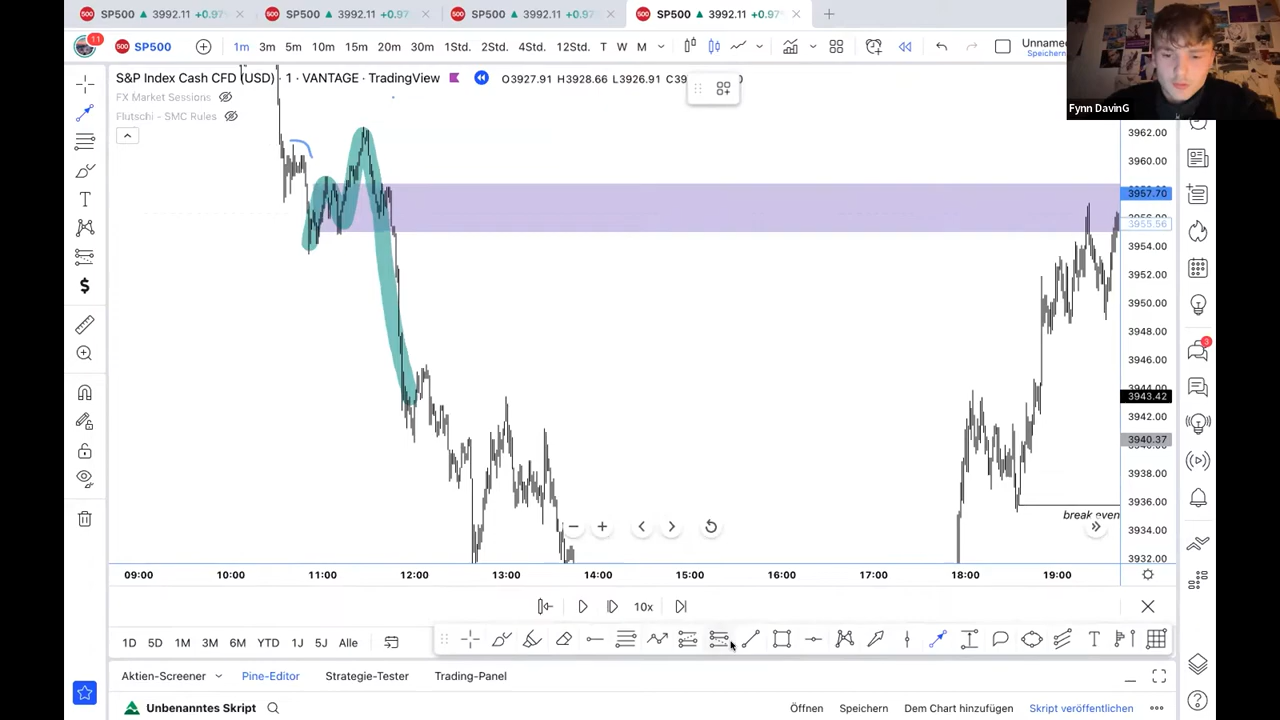 SP500 3992.11 +0.97
SP500 3992.11 +0.97
SP500 3992.11 +0.97
SP500 3992.11 +0.97
11
500 SP500 1m 3m 5m 10m 15m 20m 30m 1Std. 2Std. 4Std. 12Std. T W M
Unname
Speichern
Fynn DavinG
S&P Index Cash CFD (USD) · 1 · VANTAGE · TradingView O3927.91 H3928.66 L3926.91
FX Market Sessions
Flutschi - SMC Rules
3962.00
3960.00
3957.70
3955.56
3954.00
3952.00
3950.00
3948.00
3946.00
3943.42
3942.00
3940.37
3938.00
3936.00
3934.00
3932.00
3
break even
09:00 10:00 11:00 12:00 13:00 14:00 15:00 16:00 17:00 18:00 19:00
10x
1D 5D 1M 3M 6M YTD 1J 5J Alle
Aktien-Screener Pine-Editor Strategie-Tester Trading-Panel
Unbenanntes Skript Öffnen Speichern Dem Chart hinzufügen Skript veröffentlichen